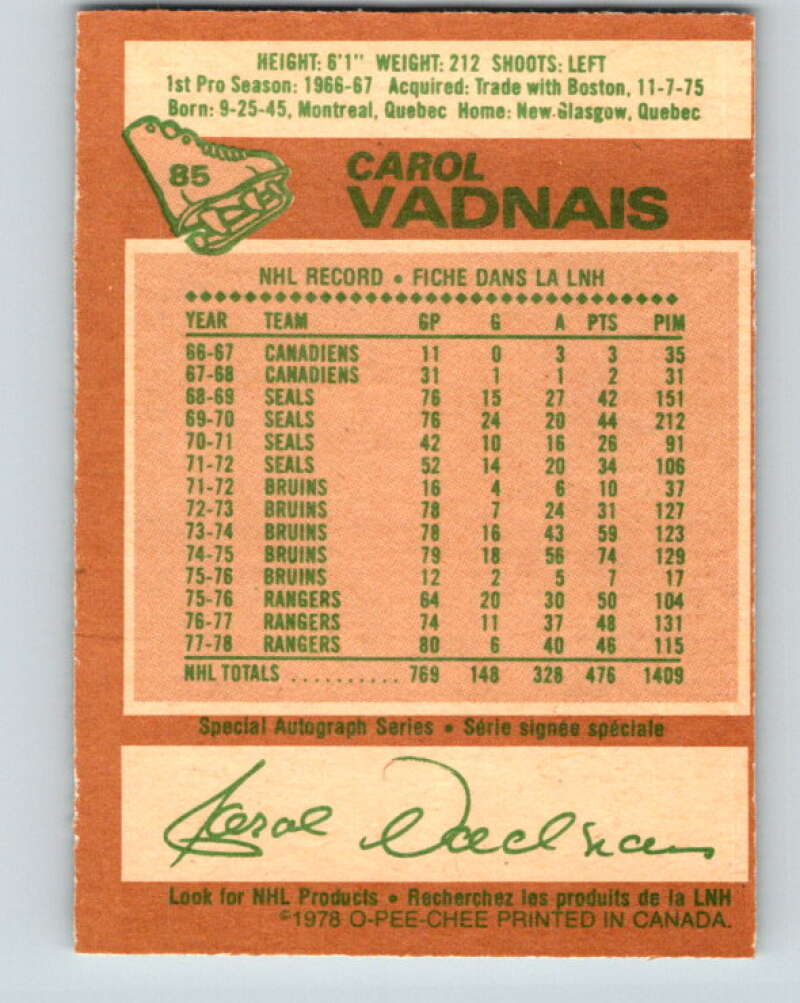 HEIGHT: 6'1" WEIGHT: 212 SHOOTS: LEFT
1st Pro Season: 1966-67 Acquired: Trade with Boston, 11-7-75
Born: 9-25-45, Montreal, Quebec Home: New Glasgow, Quebec
85
CAROL
VADNAIS
NHL RECORD • FICHE DANS LA LNH
YEAR TEAM GP G A PTS PIM
66-67 CANADIENS 11 0 3 3 35
67-68 CANADIENS 31 1 1 2 31
68-69 SEALS 76 15 27 42 151
69-70 SEALS 76 24 20 44 212
70-71 SEALS 42 10 16 26 91
71-72 SEALS 52 14 20 34 106
71-72 BRUINS 16 4 6 10 37
72-73 BRUINS 78 7 24 31 127
73-74 BRUINS 78 16 43 59 123
74-75 BRUINS 79 18 56 74 129
75-76 BRUINS 12 2 5 7 17
75-76 RANGERS 64 20 30 50 104
76-77 RANGERS 74 11 37 48 131
77-78 RANGERS 80 6 40 46 115
NHL TOTALS .......... 769 148 328 476 1409
Special Autograph Series • Série signée spéciale
Carol Vadnais
Look for NHL Products • Recherchez les produits de la LNH
©1978 O-PEE-CHEE PRINTED IN CANADA.